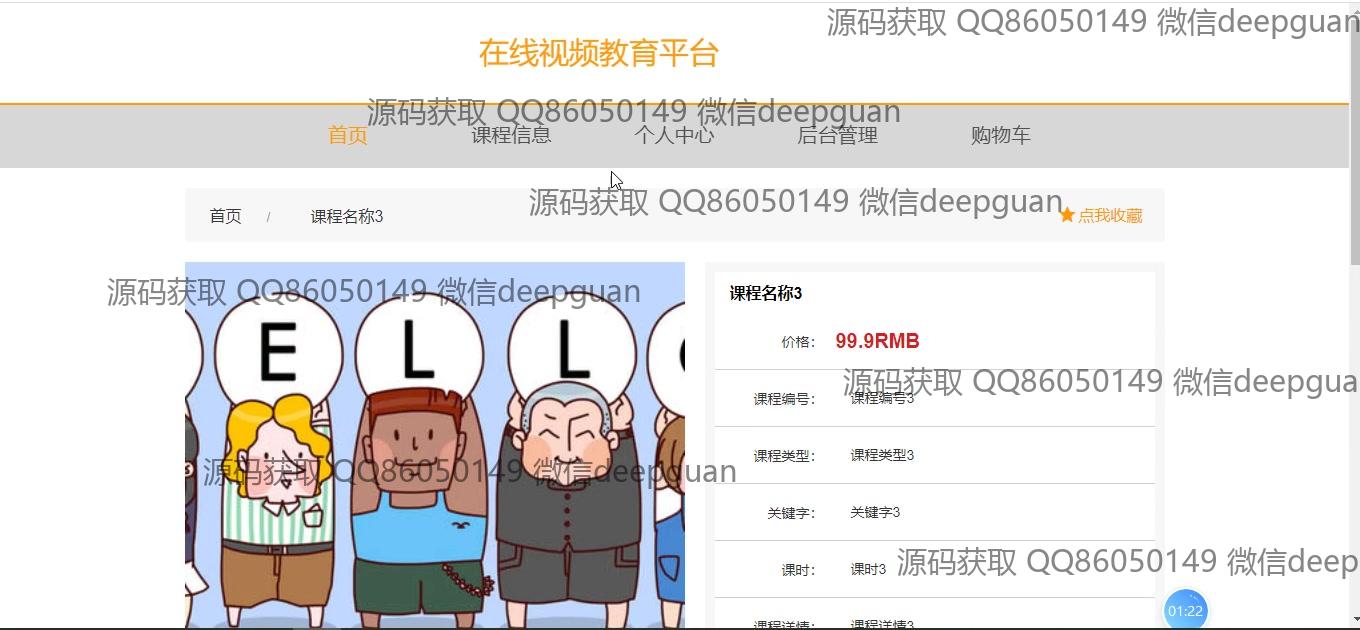 源码获取 QQ86050149 微信deepguan
在线视频教育平台
源码获取 QQ86050149 微信deepguan
首页 课程信息 个人中心 后台管理 购物车
源码获取 QQ86050149 微信deepguan
首页 / 课程名称3 点我收藏
源码获取 QQ86050149 微信deepguan
E L L
课程名称3
价格: 99.9RMB
源码获取 QQ86050149 微信deepgua
课程编号: 课程编号3
课程类型: 课程类型3
源码获取 QQ86050149 微信deepguan
关键字: 关键字3
源码获取 QQ86050149 微信deep
课时: 课时3
01:22
课程详情: 课程详情3